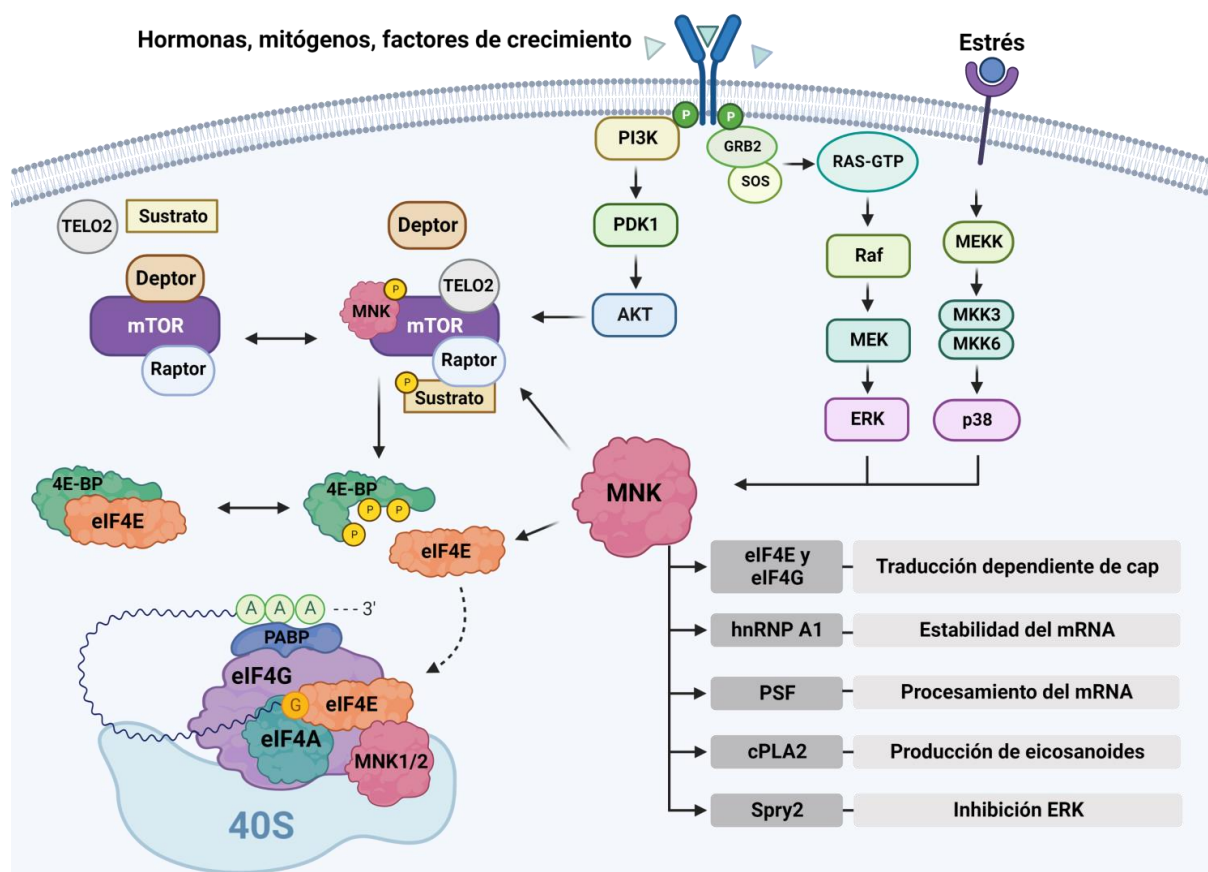 Hormonas, mitógenos, factores de crecimiento
Estrés
P
P
PI3K
GRB2
SOS
RAS-GTP
TELO2
Sustrato
Deptor
PDK1
Raf
MEKK
Deptor
mTOR
Raptor
TELO2
P
MNK
mTOR
Raptor
P
Sustrato
AKT
MEK
MKK3
MKK6
ERK
p38
4E-BP
eIF4E
4E-BP
P
P
P
eIF4E
MNK
eIF4E y
eIF4G
Traducción dependiente de cap
hnRNP A1
Estabilidad del mRNA
PSF
Procesamiento del mRNA
cPLA2
Producción de eicosanoides
Spry2
Inhibición ERK
A A A ---3'
PABP
eIF4G
G
eIF4E
eIF4A
MNK1/2
40S